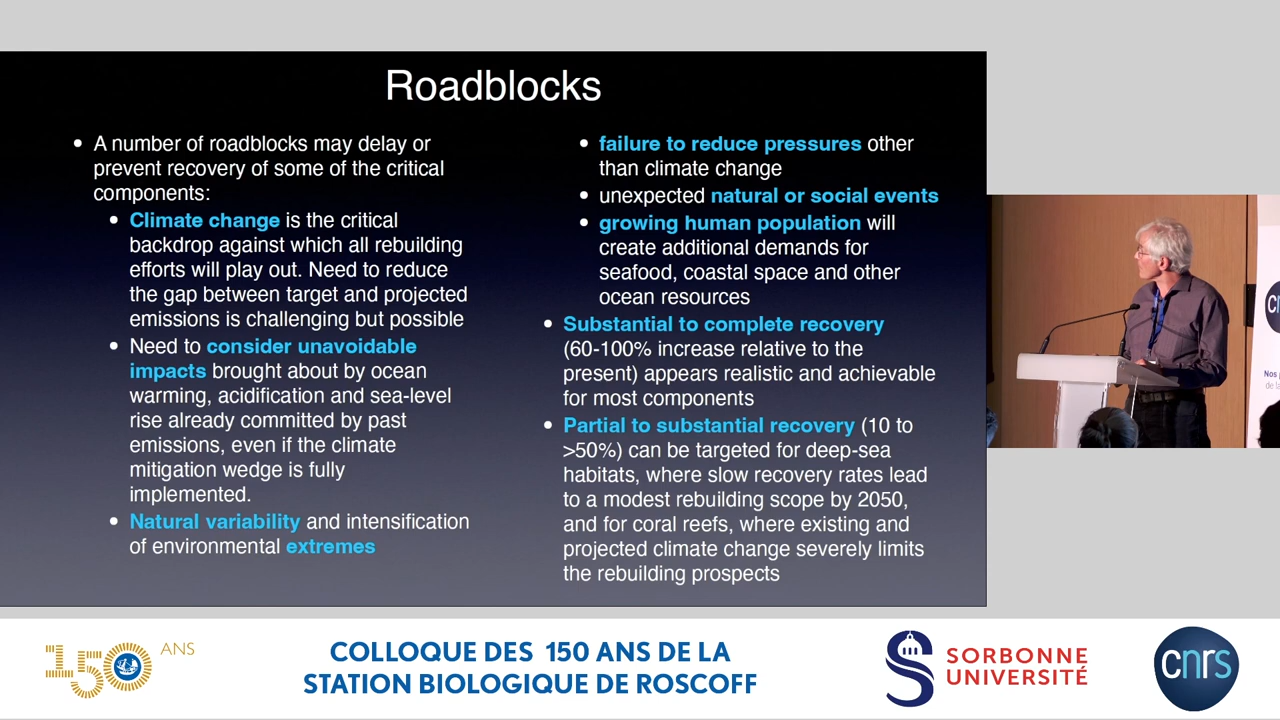 Roadblocks
• A number of roadblocks may delay or
prevent recovery of some of the critical
components:
• Climate change is the critical
backdrop against which all rebuilding
efforts will play out. Need to reduce
the gap between target and projected
emissions is challenging but possible
• Need to consider unavoidable
impacts brought about by ocean
warming, acidification and sea-level
rise already committed by past
emissions, even if the climate
mitigation wedge is fully
implemented.
• Natural variability and intensification
of environmental extremes
• failure to reduce pressures other
than climate change
• unexpected natural or social events
• growing human population will
create additional demands for
seafood, coastal space and other
ocean resources
• Substantial to complete recovery
(60-100% increase relative to the
present) appears realistic and achievable
for most components
• Partial to substantial recovery (10 to
>50%) can be targeted for deep-sea
habitats, where slow recovery rates lead
to a modest rebuilding scope by 2050,
and for coral reefs, where existing and
projected climate change severely limits
the rebuilding prospects
Nos
de la
150 ANS
COLLOQUE DES 150 ANS DE LA
STATION BIOLOGIQUE DE ROSCOFF
SORBONNE
UNIVERSITÉ
cnrs